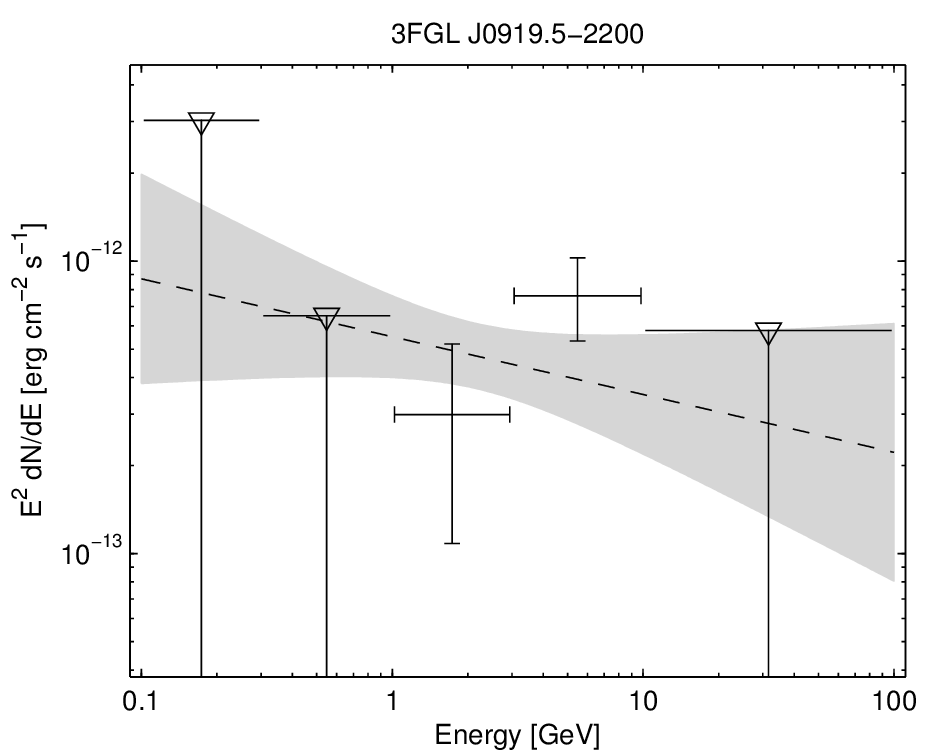 3FGL J0919.5−2200
E² dN/dE [erg cm⁻² s⁻¹]
10⁻¹²
10⁻¹³
0.1 1 10 100
Energy [GeV]